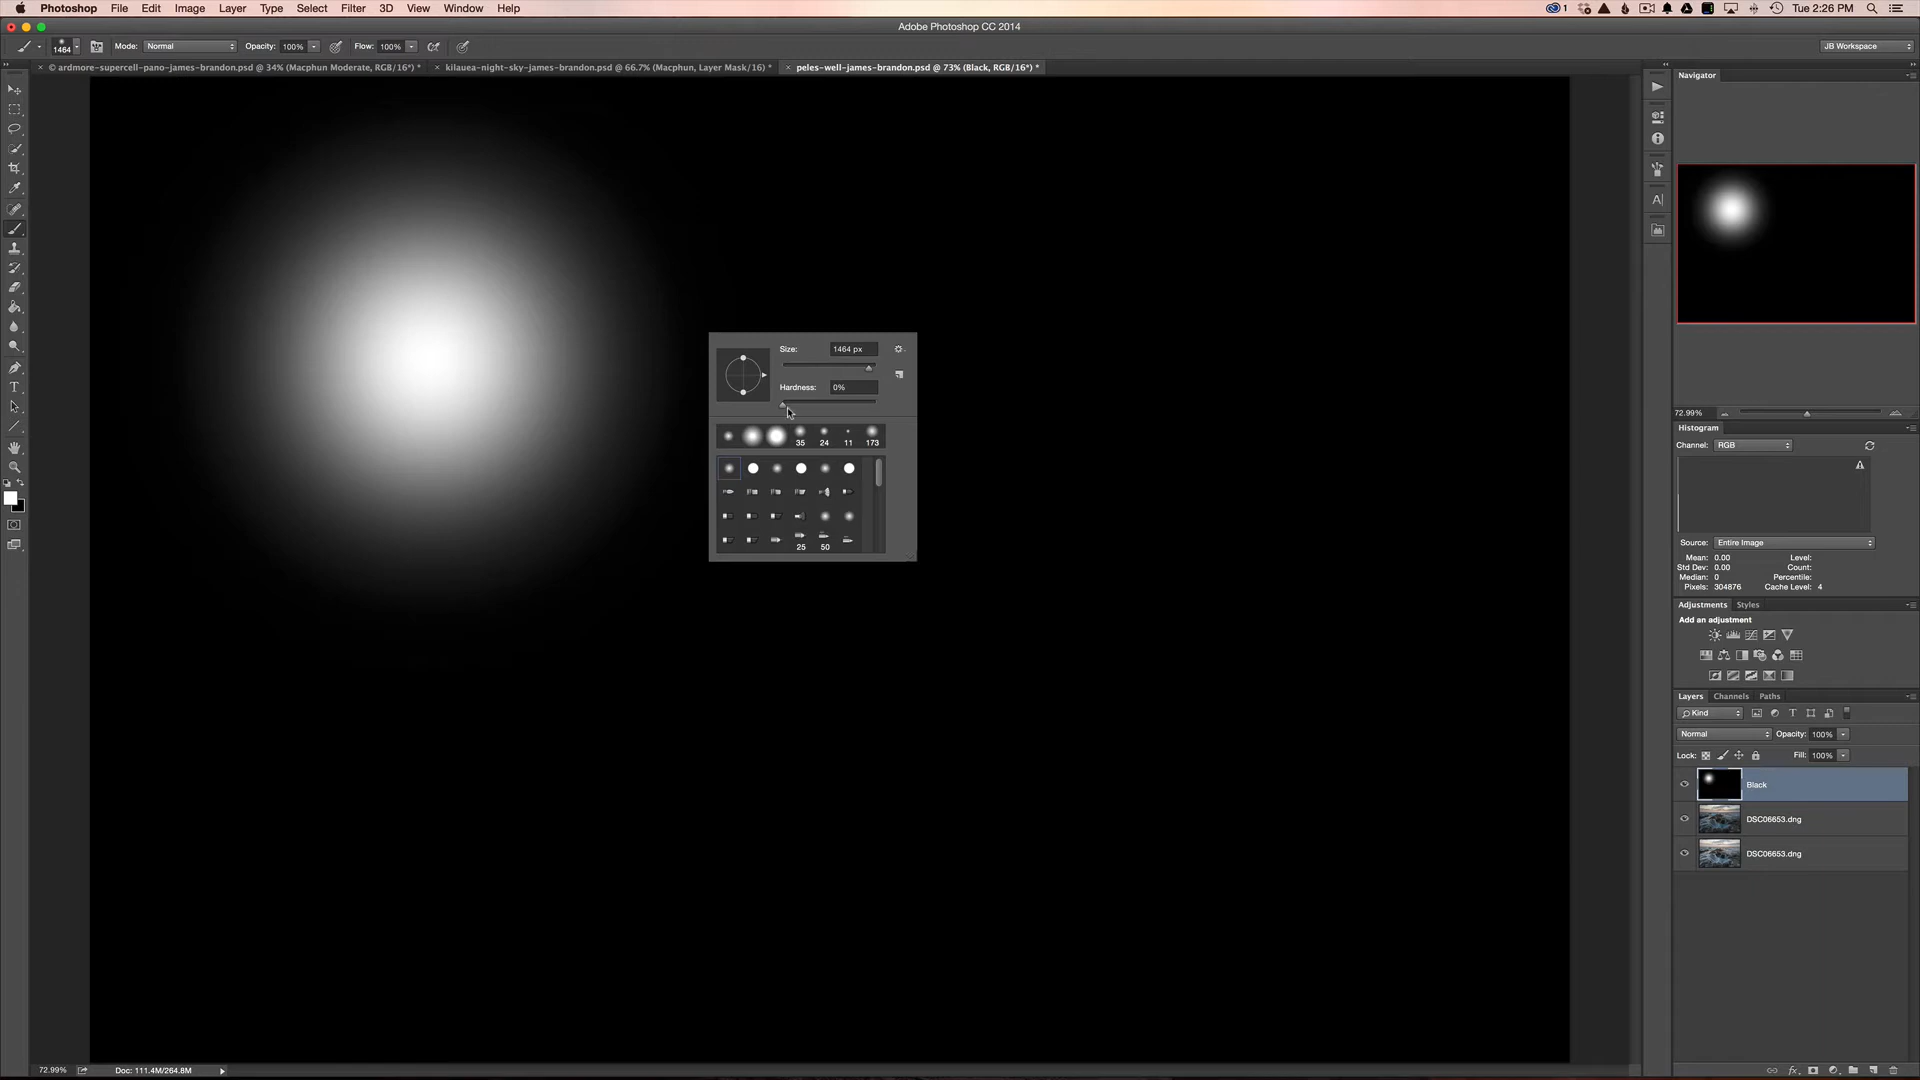 Photoshop File Edit Image Layer Type Select Filter 3D View Window Help
1 Tue 2:26 PM
Adobe Photoshop CC 2014
1464 Mode: Normal Opacity: 100% Flow: 100% JB Workspace
© ardmore-supercell-pano-james-brandon.psd @ 34% (Macphun Moderate, RGB/16*) * kilauea-night-sky-james-brandon.psd @ 66.7% (Macphun, Layer Mask/16) * peles-well-james-brandon.psd @ 73% (Black, RGB/16*) *
Navigator
Size: 1464 px
Hardness: 0%
35 24 11 173
25 50
72.99%
Histogram
Channel: RGB
Source: Entire Image
Mean: 0.00 Level:
Std Dev: 0.00 Count:
Median: 0 Percentile:
Pixels: 304876 Cache Level: 4
Adjustments Styles
Add an adjustment
Layers Channels Paths
Kind
Normal Opacity: 100%
Lock: Fill: 100%
Black
DSC06653.dng
DSC06653.dng
72.99% Doc: 111.4M/264.8M